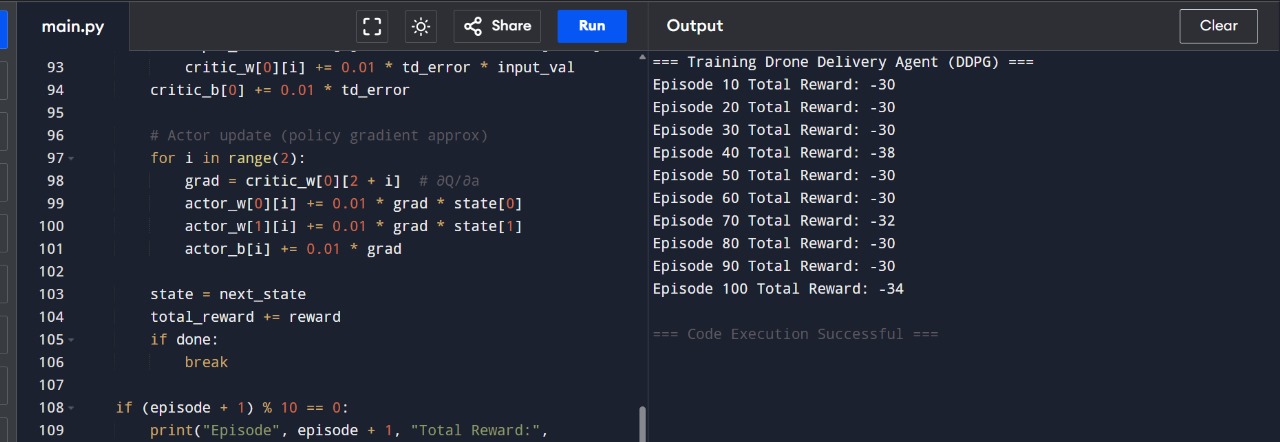 main.py
Share
Run
Output
Clear
93 critic_w[0][i] += 0.01 * td_error * input_val
94 critic_b[0] += 0.01 * td_error
95
96 # Actor update (policy gradient approx)
97 for i in range(2):
98 grad = critic_w[0][2 + i]  # ∂Q/∂a
99 actor_w[0][i] += 0.01 * grad * state[0]
100 actor_w[1][i] += 0.01 * grad * state[1]
101 actor_b[i] += 0.01 * grad
102
103 state = next_state
104 total_reward += reward
105 if done:
106 break
107
108 if (episode + 1) % 10 == 0:
109 print("Episode", episode + 1, "Total Reward:",
=== Training Drone Delivery Agent (DDPG) ===
Episode 10 Total Reward: -30
Episode 20 Total Reward: -30
Episode 30 Total Reward: -30
Episode 40 Total Reward: -38
Episode 50 Total Reward: -30
Episode 60 Total Reward: -30
Episode 70 Total Reward: -32
Episode 80 Total Reward: -30
Episode 90 Total Reward: -30
Episode 100 Total Reward: -34
=== Code Execution Successful ===